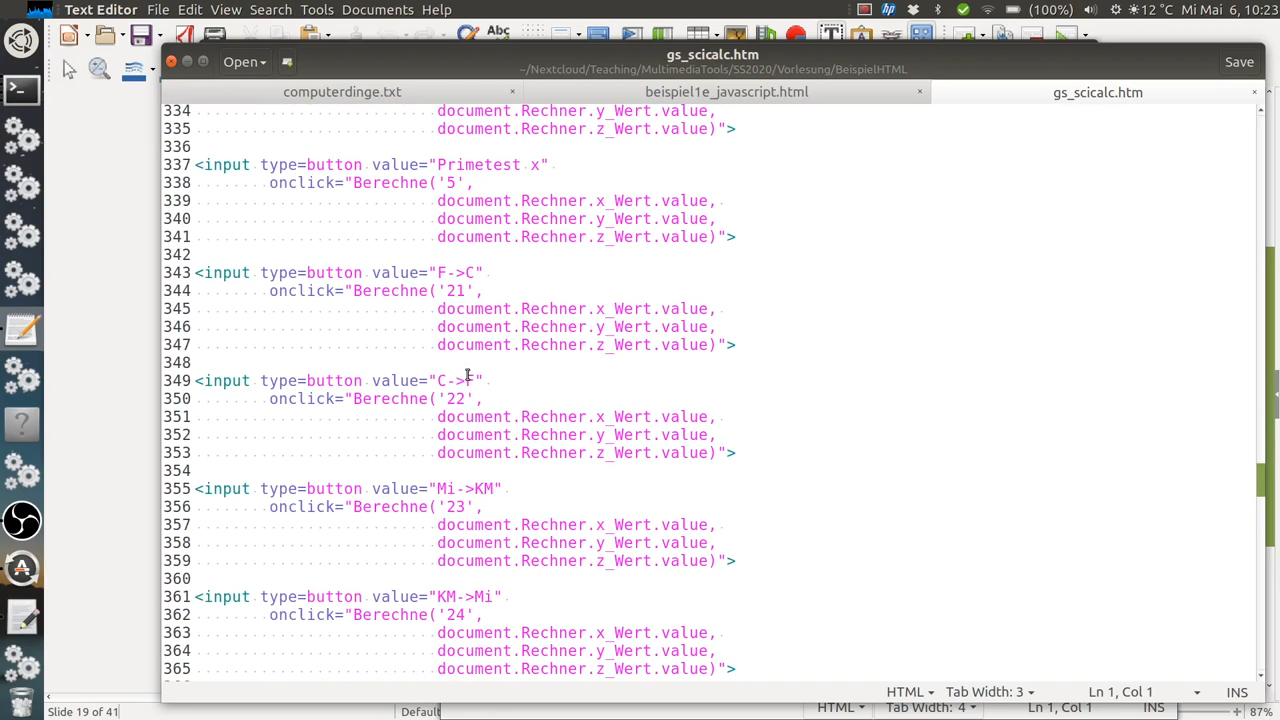 Text Editor File Edit View Search Tools Documents Help (100%) 12 °C Mi Mai 6, 10:23
gs_scicalc.htm
Open Save
~/Nextcloud/Teaching/MultimediaTools/SS2020/Vorlesung/BeispielHTML
computerdinge.txt × beispiel1e_javascript.html × gs_scicalc.htm ×
334 document.Rechner.y_Wert.value,
335 document.Rechner.z_Wert.value)">
336
337 <input type=button value="Primetest x"
338 onclick="Berechne('5',
339 document.Rechner.x_Wert.value,
340 document.Rechner.y_Wert.value,
341 document.Rechner.z_Wert.value)">
342
343 <input type=button value="F->C"
344 onclick="Berechne('21',
345 document.Rechner.x_Wert.value,
346 document.Rechner.y_Wert.value,
347 document.Rechner.z_Wert.value)">
348
349 <input type=button value="C->F"
350 onclick="Berechne('22',
351 document.Rechner.x_Wert.value,
352 document.Rechner.y_Wert.value,
353 document.Rechner.z_Wert.value)">
354
355 <input type=button value="Mi->KM"
356 onclick="Berechne('23',
357 document.Rechner.x_Wert.value,
358 document.Rechner.y_Wert.value,
359 document.Rechner.z_Wert.value)">
360
361 <input type=button value="KM->Mi"
362 onclick="Berechne('24',
363 document.Rechner.x_Wert.value,
364 document.Rechner.y_Wert.value,
365 document.Rechner.z_Wert.value)">
HTML Tab Width: 3 Ln 1, Col 1 INS
HTML Tab Width: 4 Ln 1, Col 1 INS
Slide 19 of 41 Default 87%